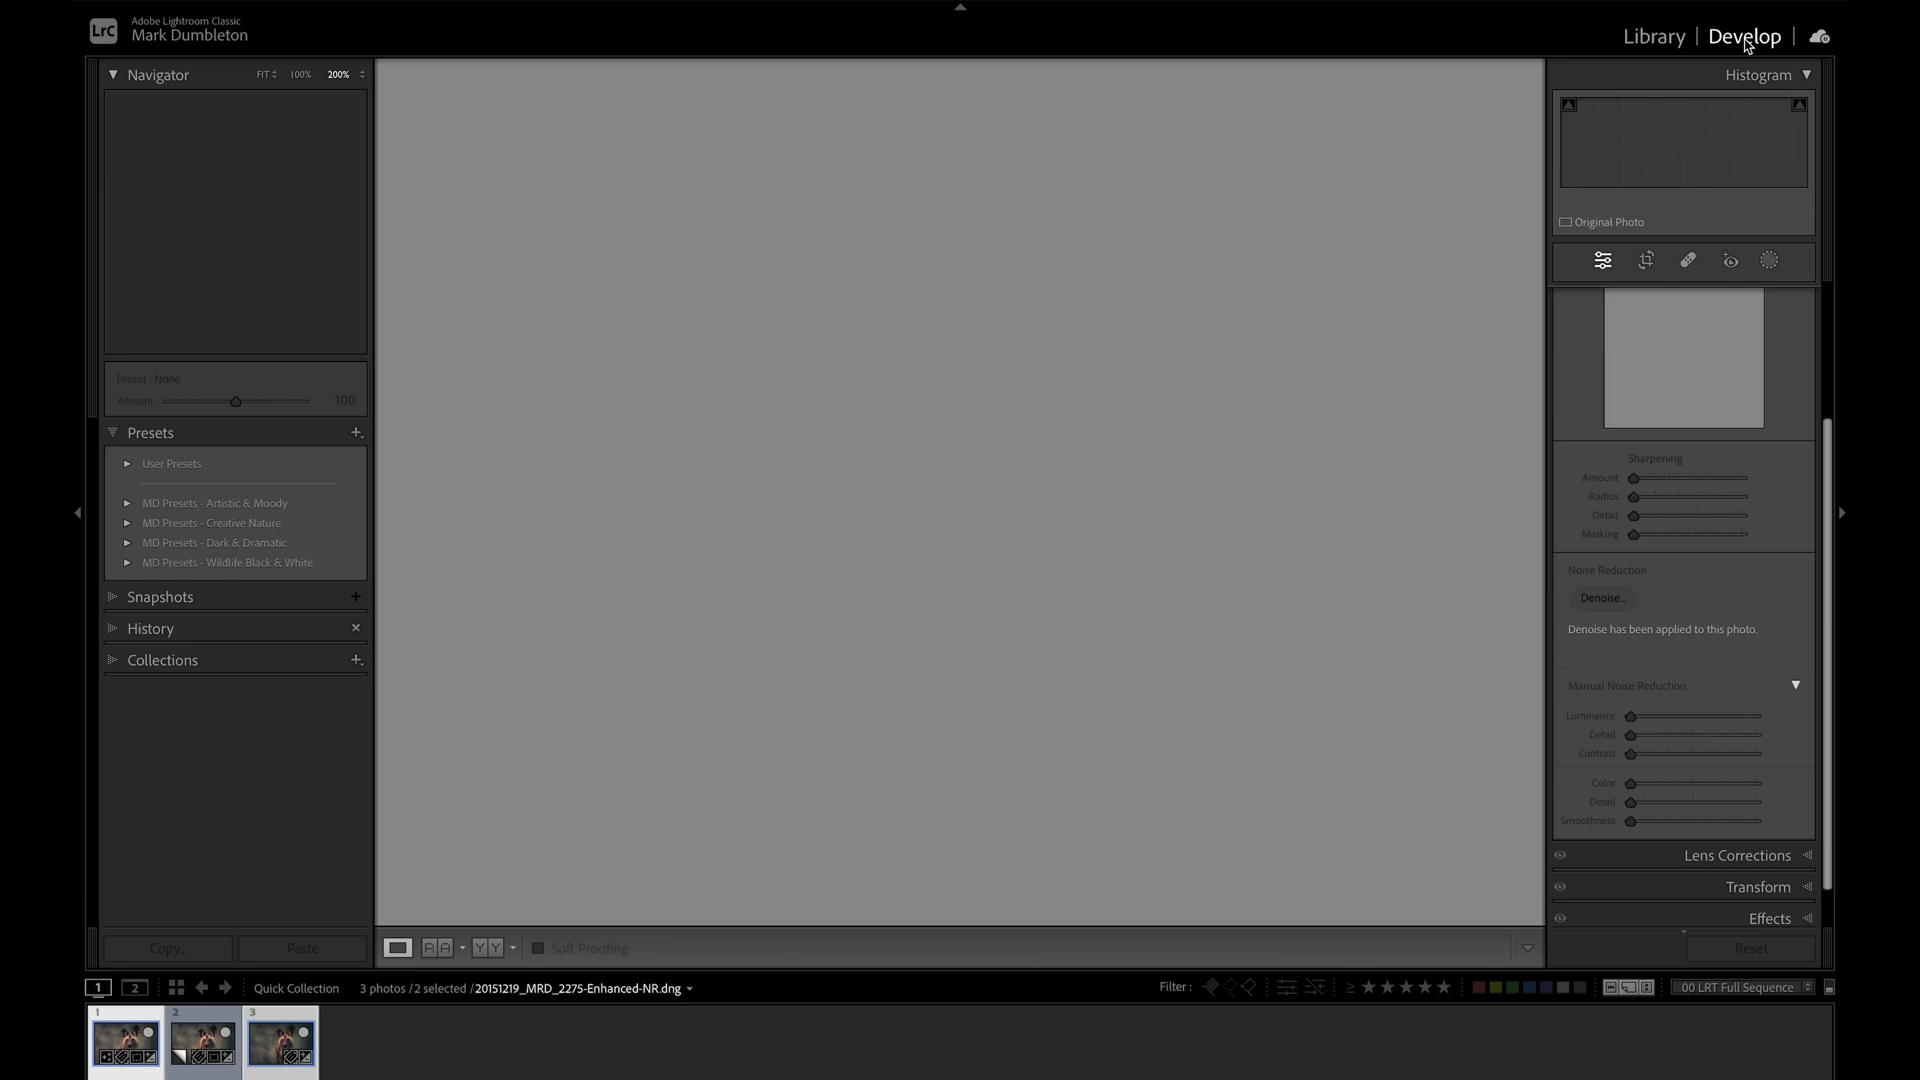 LrC
Adobe Lightroom Classic
Mark Dumbleton
Library | Develop |
Navigator
FIT 100% 200%
Preset : None
Amount 100
Presets
User Presets
MD Presets - Artistic & Moody
MD Presets - Creative Nature
MD Presets - Dark & Dramatic
MD Presets - Wildlife Black & White
Snapshots
History
Collections
Copy... Paste
R A Y Y Soft Proofing
Histogram
Original Photo
Sharpening
Amount
Radius
Detail
Masking
Noise Reduction
Denoise...
Denoise has been applied to this photo.
Manual Noise Reduction
Luminance
Detail
Contrast
Color
Detail
Smoothness
Lens Corrections
Transform
Effects
Reset
1 2 Quick Collection 3 photos / 2 selected / 20151219_MRD_2275-Enhanced-NR.dng
Filter : ≥ ★★★★★ 00 LRT Full Sequence
1 2 3